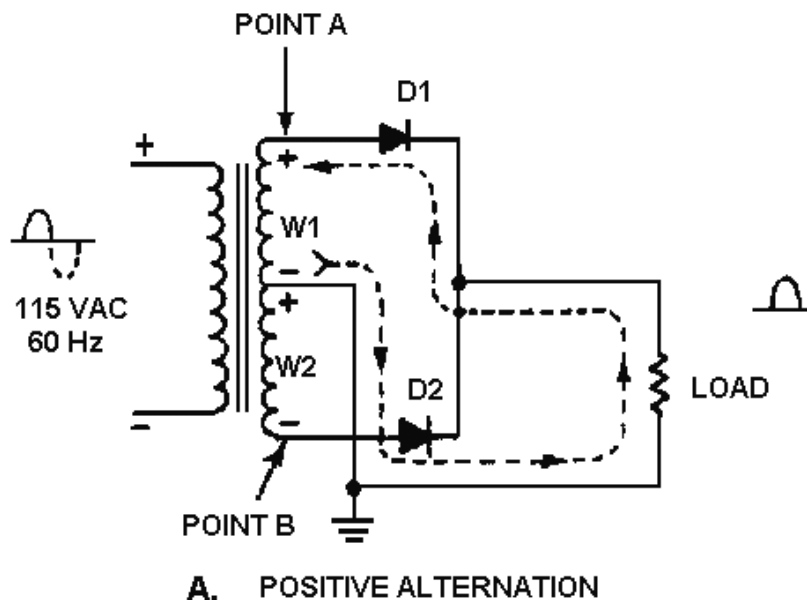 POINT A
D1
+
+
W1
-
115 VAC
60 Hz
+
W2
D2
LOAD
-
-
POINT B
A. POSITIVE ALTERNATION